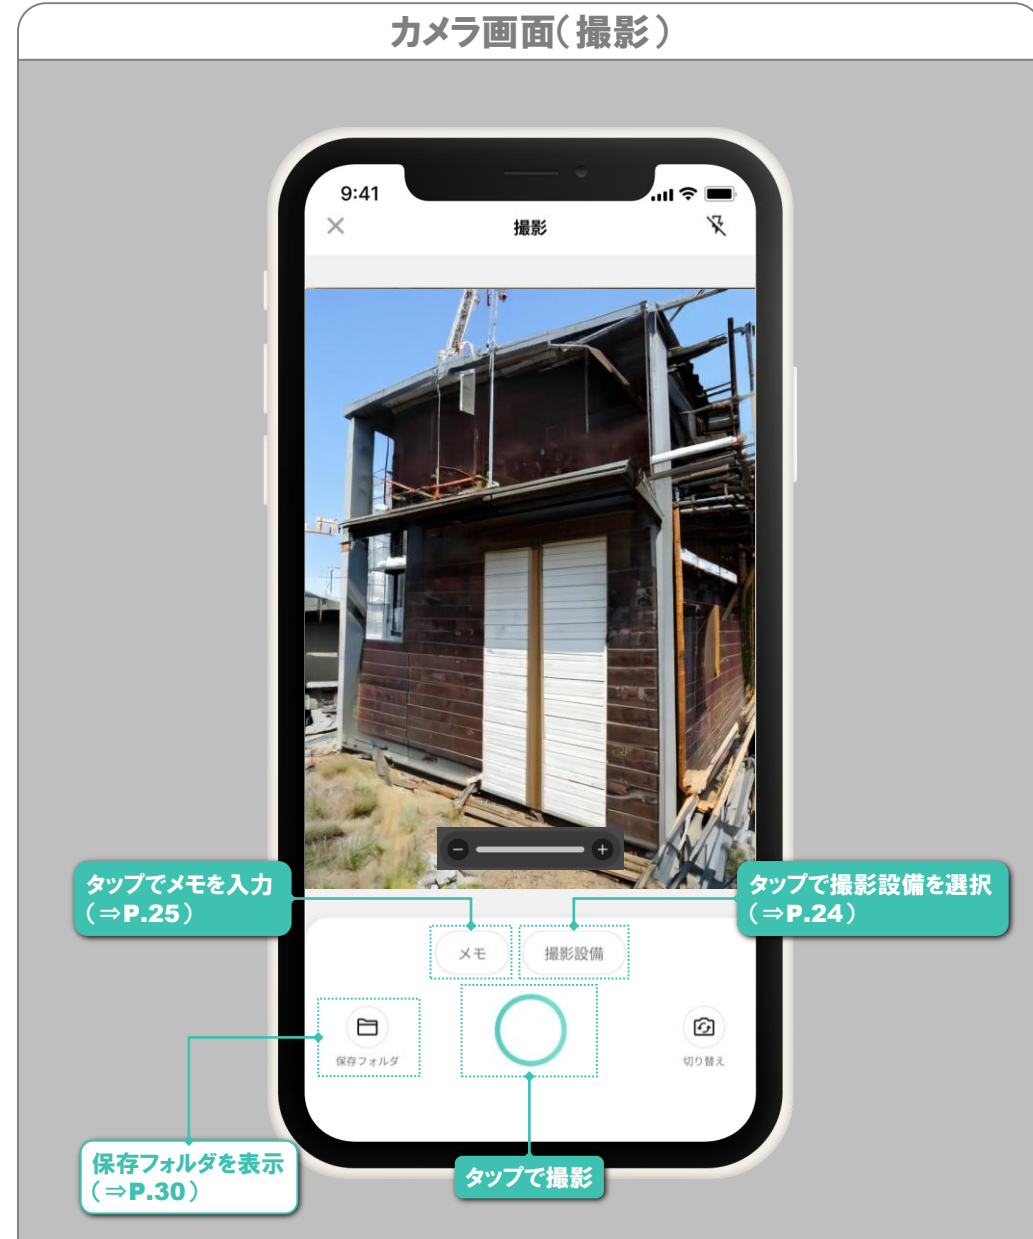 カメラ画面(撮影)
9:41
撮影
タップでメモを入力
(⇒P.25)
タップで撮影設備を選択
(⇒P.24)
メモ
撮影設備
保存フォルダ
切り替え
保存フォルダを表示
(⇒P.30)
タップで撮影